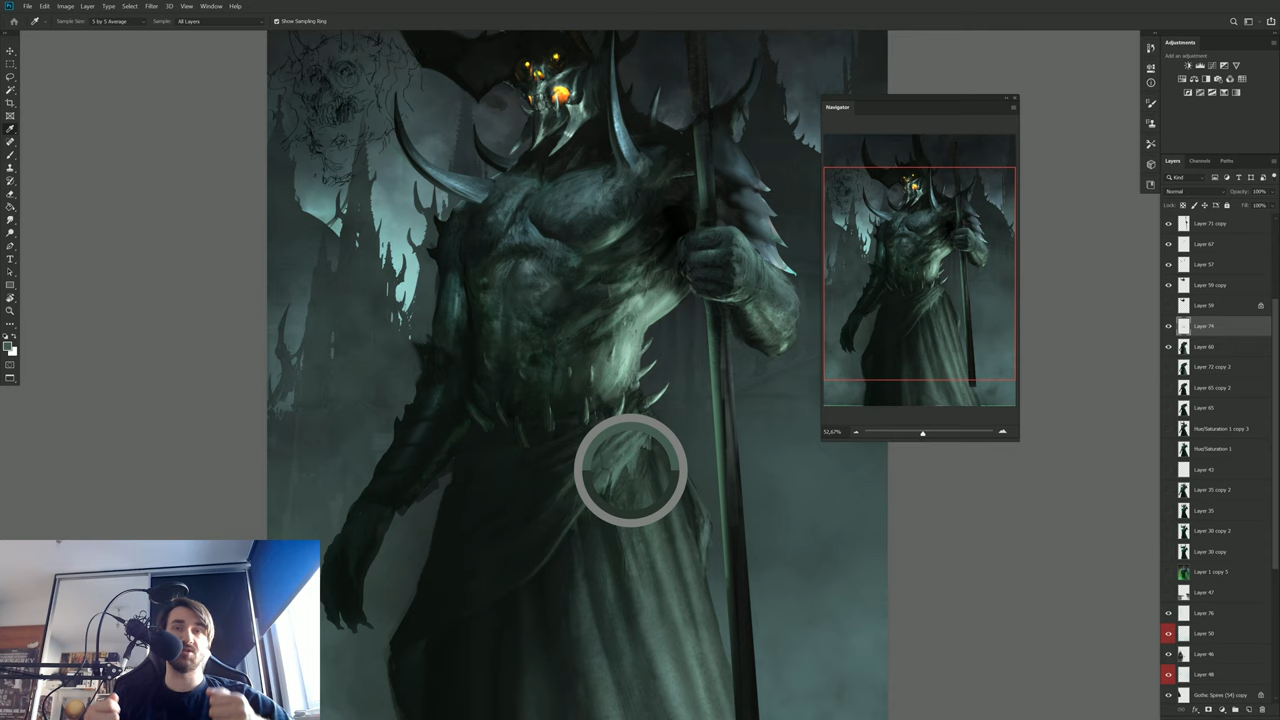 Ps File Edit Image Layer Type Select Filter 3D View Window Help
Sample Size: 5 by 5 Average Sample: All Layers Show Sampling Ring
Adjustments
Add an adjustment
Navigator
Layers Channels Paths
Kind
Normal Opacity: 100%
Lock: Fill: 100%
Layer 71 copy
Layer 67
Layer 57
Layer 59 copy
Layer 59
Layer 74
Layer 60
Layer 72 copy 2
Layer 65 copy 2
Layer 65
Hue/Saturation 1 copy 3
52,67%
Hue/Saturation 1
Layer 43
Layer 35 copy 2
Layer 35
Layer 30 copy 2
Layer 30 copy
Layer 1 copy 5
Layer 47
Layer 76
Layer 50
Layer 46
Layer 48
Gothic Spires (54) copy
fx